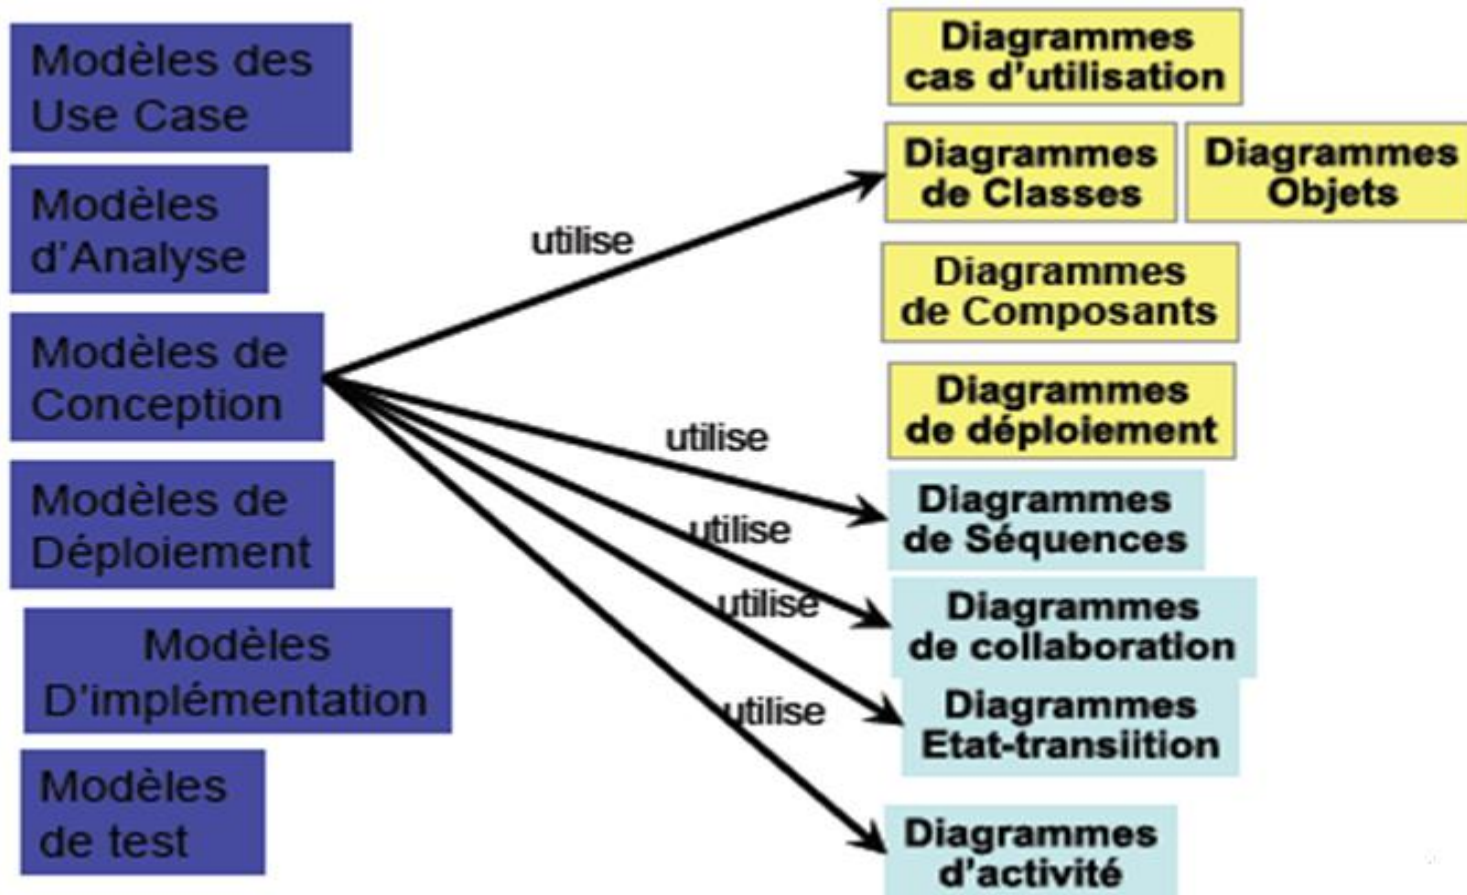 Modèles des
Use Case
Modèles
d'Analyse
Modèles de
Conception
Modèles de
Déploiement
Modèles
D'implémentation
Modèles
de test
utilise
utilise
utilise
utilise
utilise
Diagrammes
cas d'utilisation
Diagrammes
de Classes
Diagrammes
Objets
Diagrammes
de Composants
Diagrammes
de déploiement
Diagrammes
de Séquences
Diagrammes
de collaboration
Diagrammes
Etat-transiition
Diagrammes
d'activité